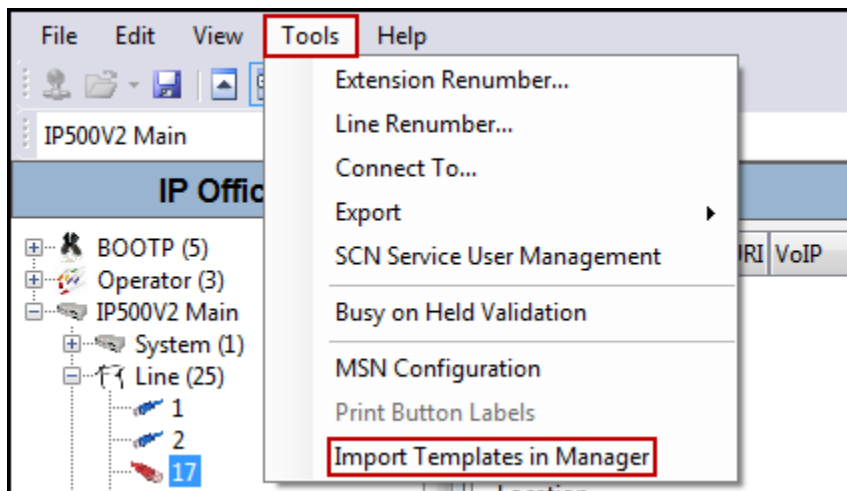 File Edit View Tools Help
Extension Renumber...
Line Renumber...
IP500V2 Main
Connect To...
IP Offic
Export
BOOTP (5)
SCN Service User Management
RI VoIP
Operator (3)
IP500V2 Main
Busy on Held Validation
System (1)
Line (25)
MSN Configuration
1
Print Button Labels
2
Import Templates in Manager
17